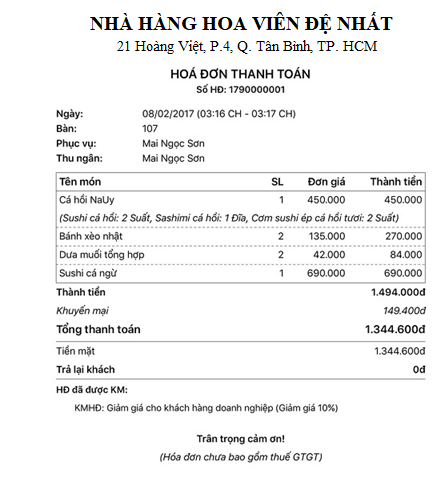 NHÀ HÀNG HOA VIÊN ĐỆ NHẤT
21 Hoàng Việt, P.4, Q. Tân Bình, TP. HCM
HOÁ ĐƠN THANH TOÁN
Số HĐ: 1790000001
Ngày: 08/02/2017 (03:16 CH - 03:17 CH)
Bàn: 107
Phục vụ: Mai Ngọc Sơn
Thu ngân: Mai Ngọc Sơn
Tên món SL Đơn giá Thành tiền
Cá hồi NaUy 1 450.000 450.000
(Sushi cá hồi: 2 Suất, Sashimi cá hồi: 1 Đĩa, Cơm sushi ép cá hồi tươi: 2 Suất)
Bánh xèo nhật 2 135.000 270.000
Dưa muối tổng hợp 2 42.000 84.000
Sushi cá ngừ 1 690.000 690.000
Thành tiền 1.494.000đ
Khuyến mại 149.400đ
Tổng thanh toán 1.344.600đ
Tiền mặt 1.344.600đ
Trả lại khách 0đ
HĐ đã được KM:
KMHĐ: Giảm giá cho khách hàng doanh nghiệp (Giảm giá 10%)
Trân trọng cảm ơn!
(Hóa đơn chưa bao gồm thuế GTGT)